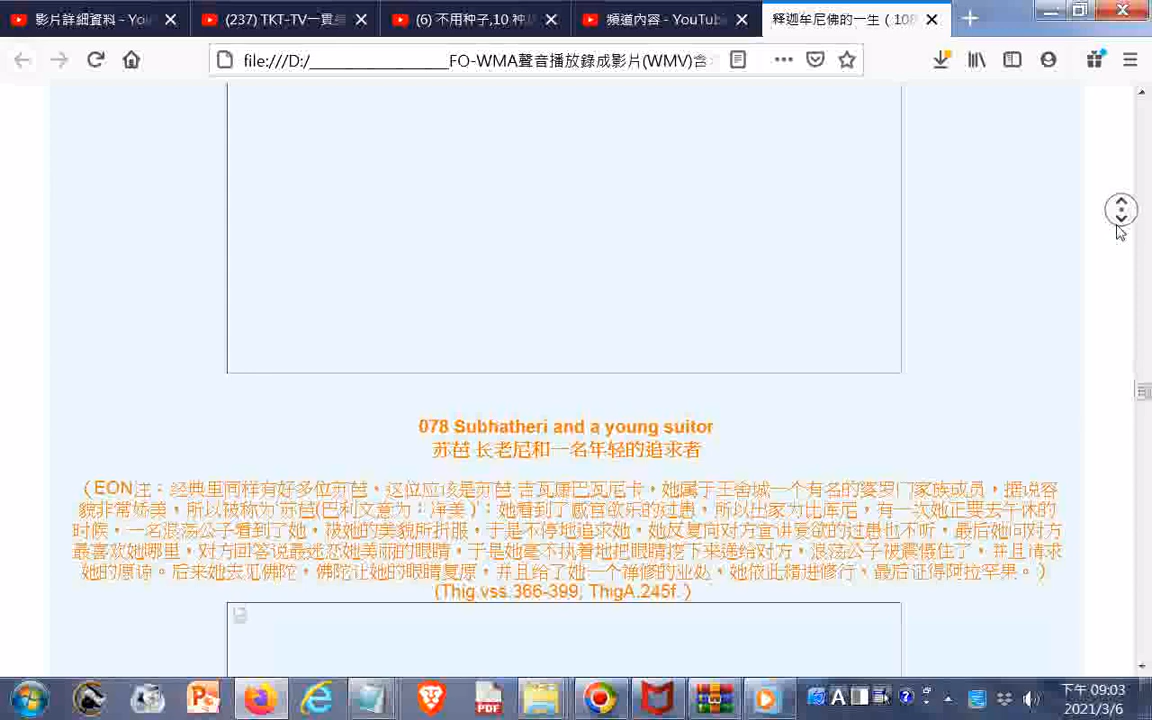 影片詳細資料 - Yo
(237) TKT-TV一貫
(6) 不用种子,10 种
頻道內容 - YouTub
释迦牟尼佛的一生（108
file:///D:/________________FO-WMA聲音播放錄成影片(WMV)含
078 Subhatheri and a young suitor
苏芭 长老尼和一名年轻的追求者
（EON注：经典里同样有好多位苏芭，这位应该是苏芭·吉瓦康巴瓦尼卡，她属于王舍城一个有名的婆罗门家族成员，据说容
貌非常娇美，所以被称为'苏芭(巴利文意为：净美 )'；她看到了感官欲乐的过患，所以出家为比库尼，有一次她正要去午休的
时候，一名浪荡公子看到了她，被她的美貌所折服，于是不停地追求她，她反复向对方宣讲爱欲的过患也不听，最后她问对方
最喜欢她哪里，对方回答说最迷恋她美丽的眼睛，于是她毫不执着地把眼睛挖下来递给对方，浪荡公子被震慑住了，并且请求
她的原谅。后来她去见佛陀，佛陀让她的眼睛复原，并且给了她一个禅修的业处，她依此精进修行，最后证得阿拉罕果。）
(Thig.vss.366-399; ThigA.245f. )
PDF
A
下午 09:03
2021/3/6